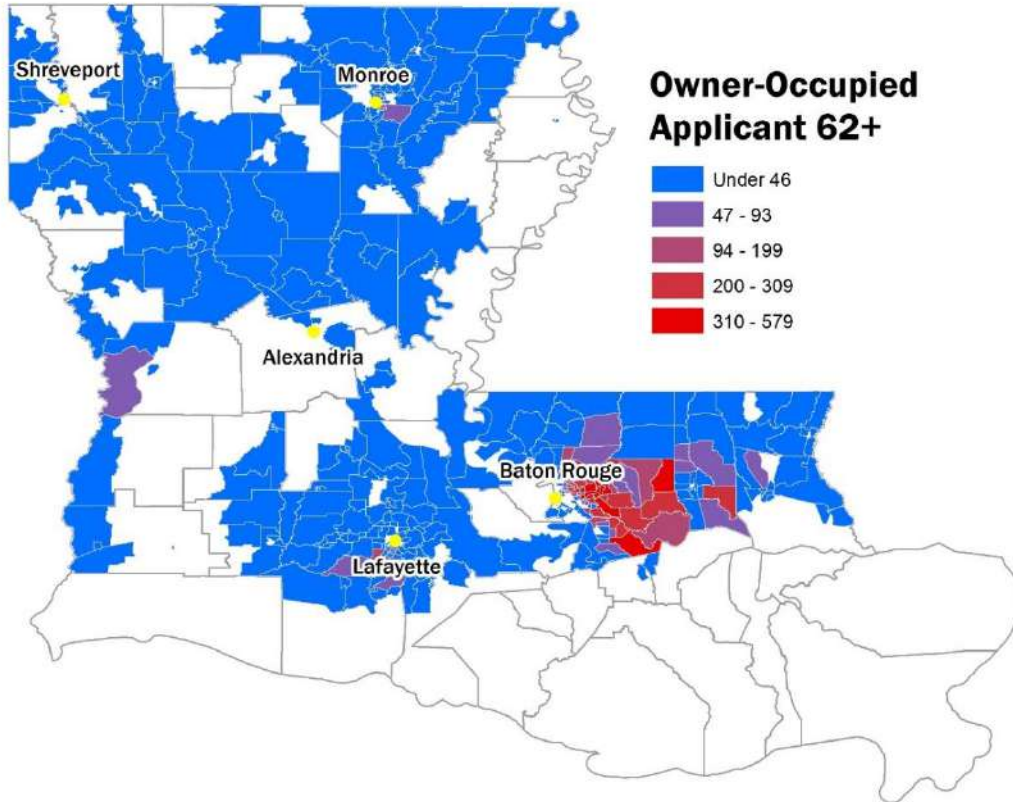 Shreveport
Monroe
Owner-Occupied
Applicant 62+
Under 46
47 - 93
94 - 199
200 - 309
310 - 579
Alexandria
Baton Rouge
Lafayette